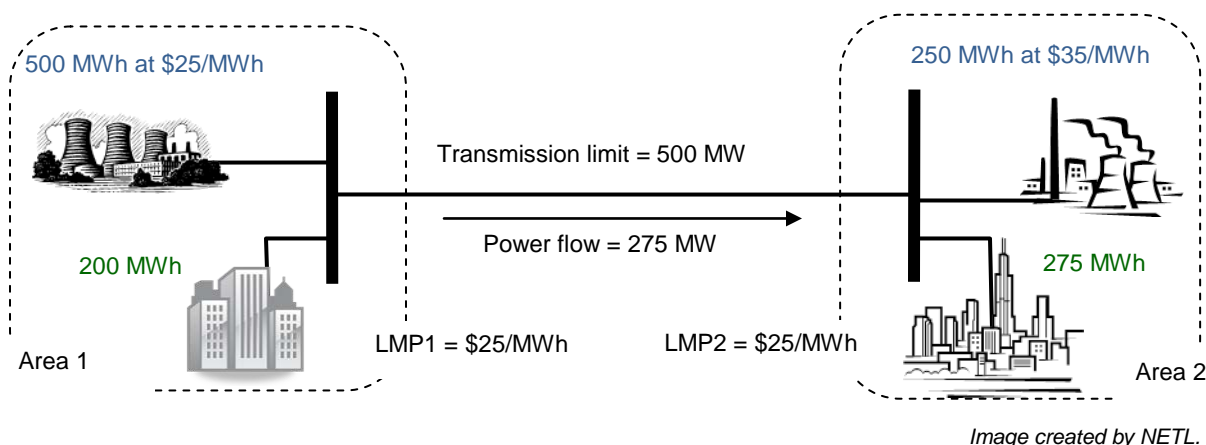 500 MWh at $25/MWh
250 MWh at $35/MWh
Transmission limit = 500 MW
Power flow = 275 MW
200 MWh
275 MWh
LMP1 = $25/MWh
LMP2 = $25/MWh
Area 1
Area 2
Image created by NETL.